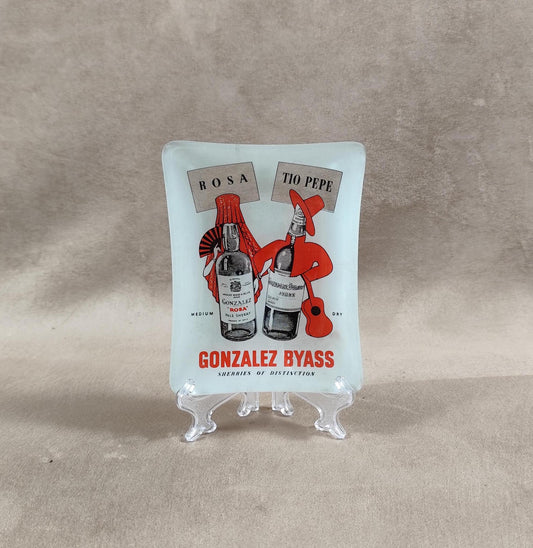 ROSA
TIO PEPE
GONZALEZ
"ROSA"
PALE SHERRY
MEDIUM
DRY
GONZALEZ BYASS
SHERRIES OF DISTINCTION